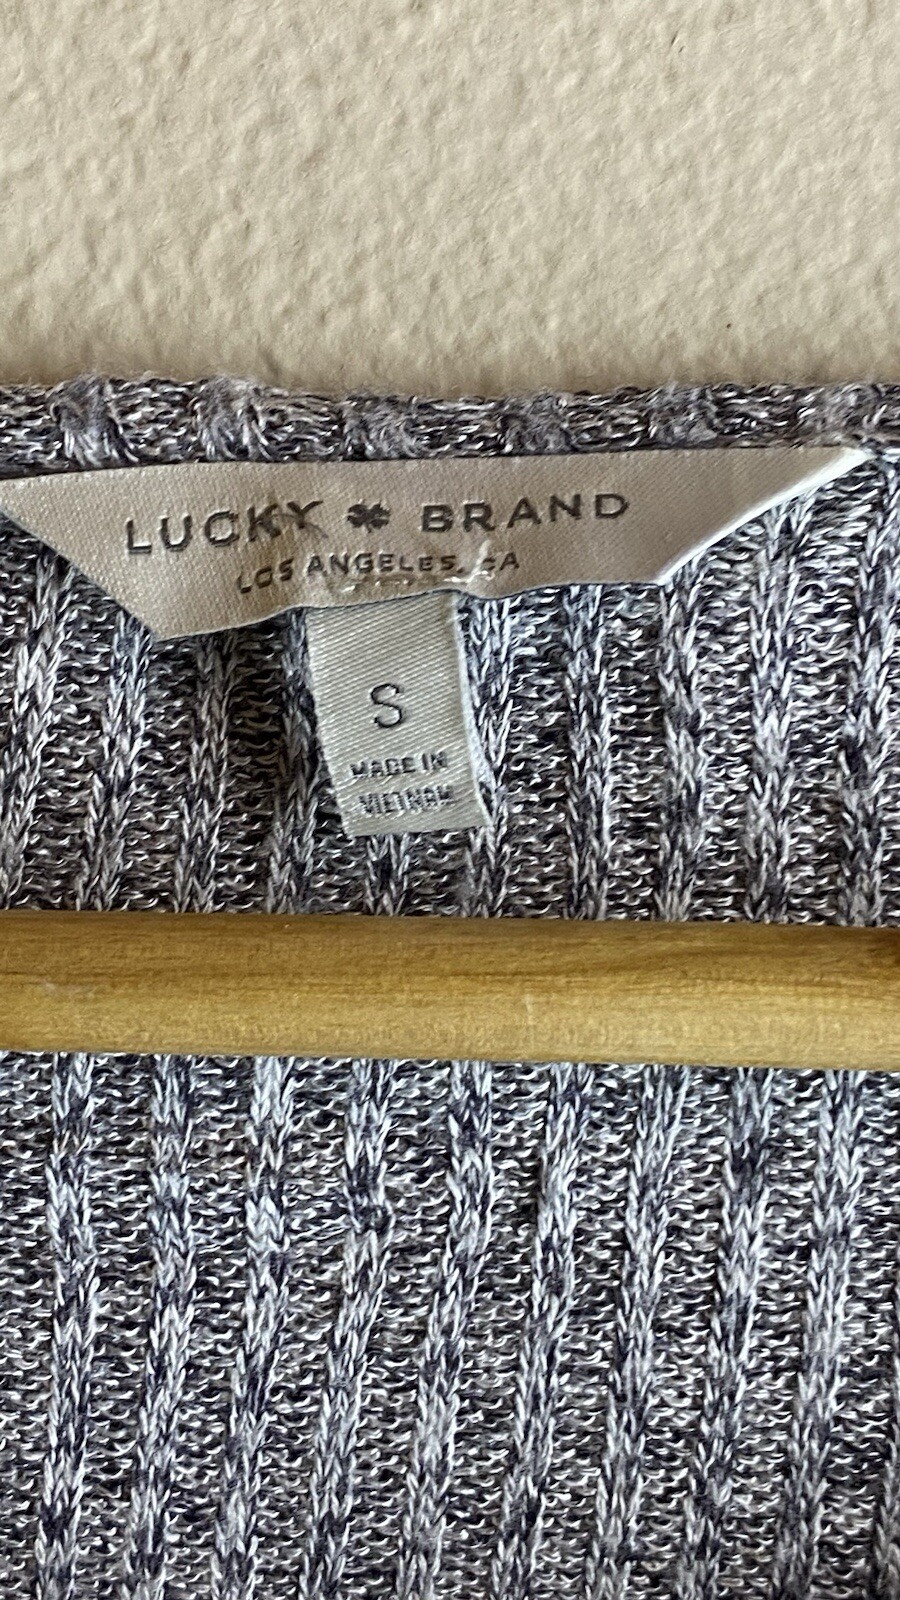 LUCKY BRAND
LOS ANGELES, CA
S
MADE IN
VIETNAM